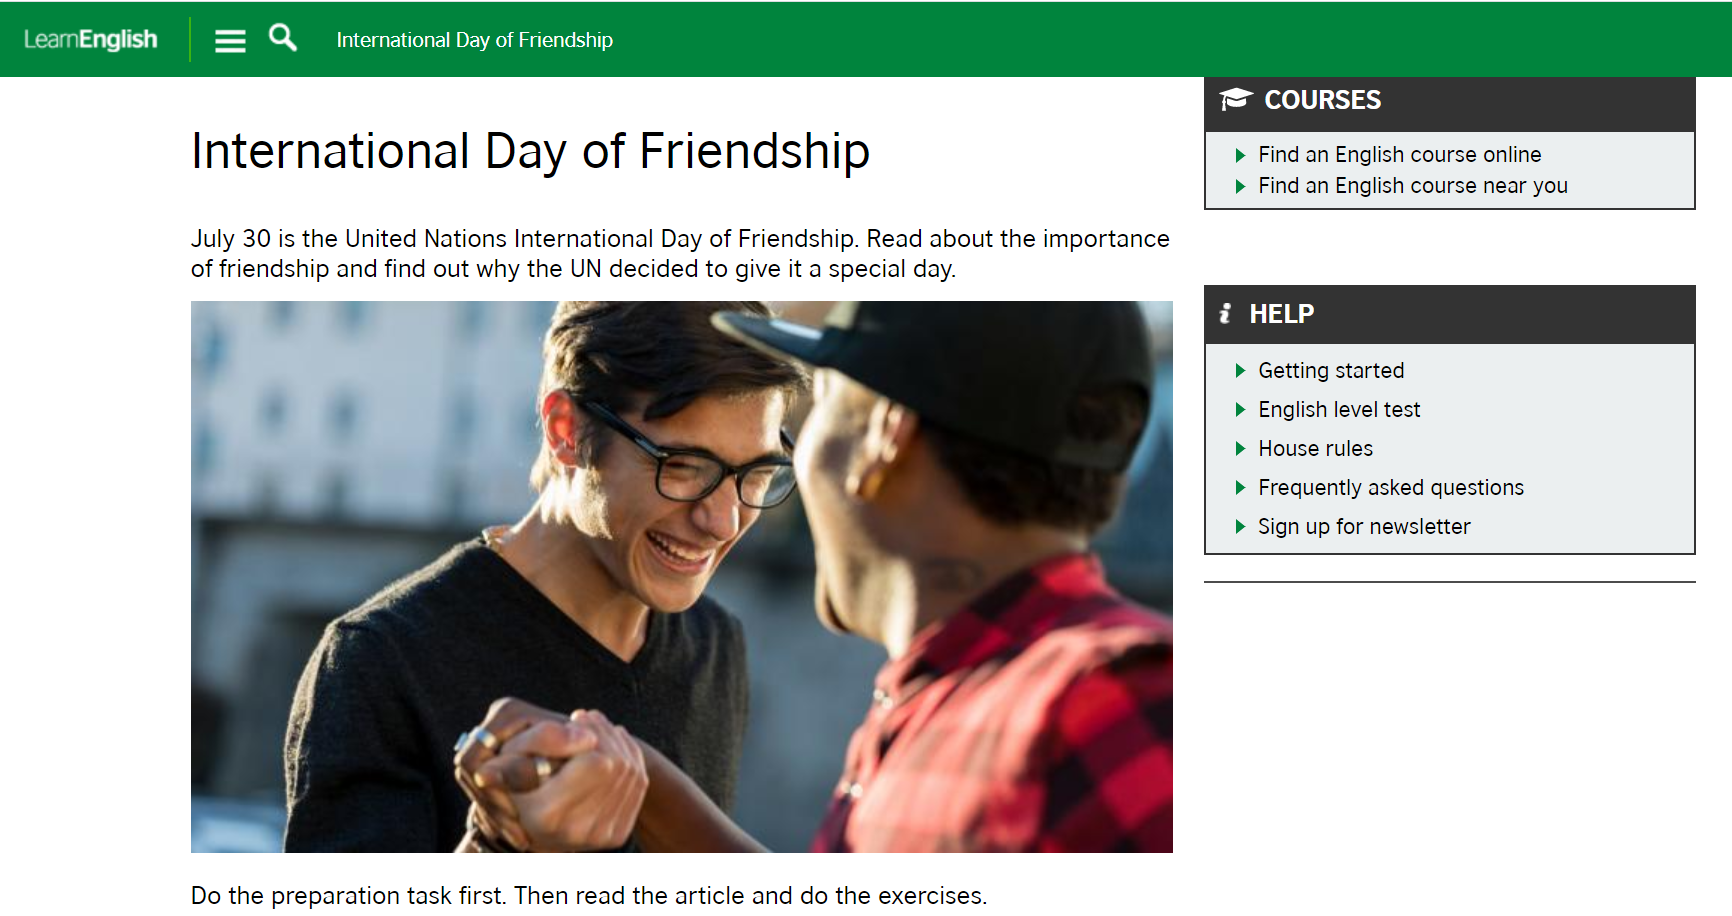 LearnEnglish
International Day of Friendship
International Day of Friendship
July 30 is the United Nations International Day of Friendship. Read about the importance
of friendship and find out why the UN decided to give it a special day.
Do the preparation task first. Then read the article and do the exercises.
COURSES
Find an English course online
Find an English course near you
HELP
Getting started
English level test
House rules
Frequently asked questions
Sign up for newsletter